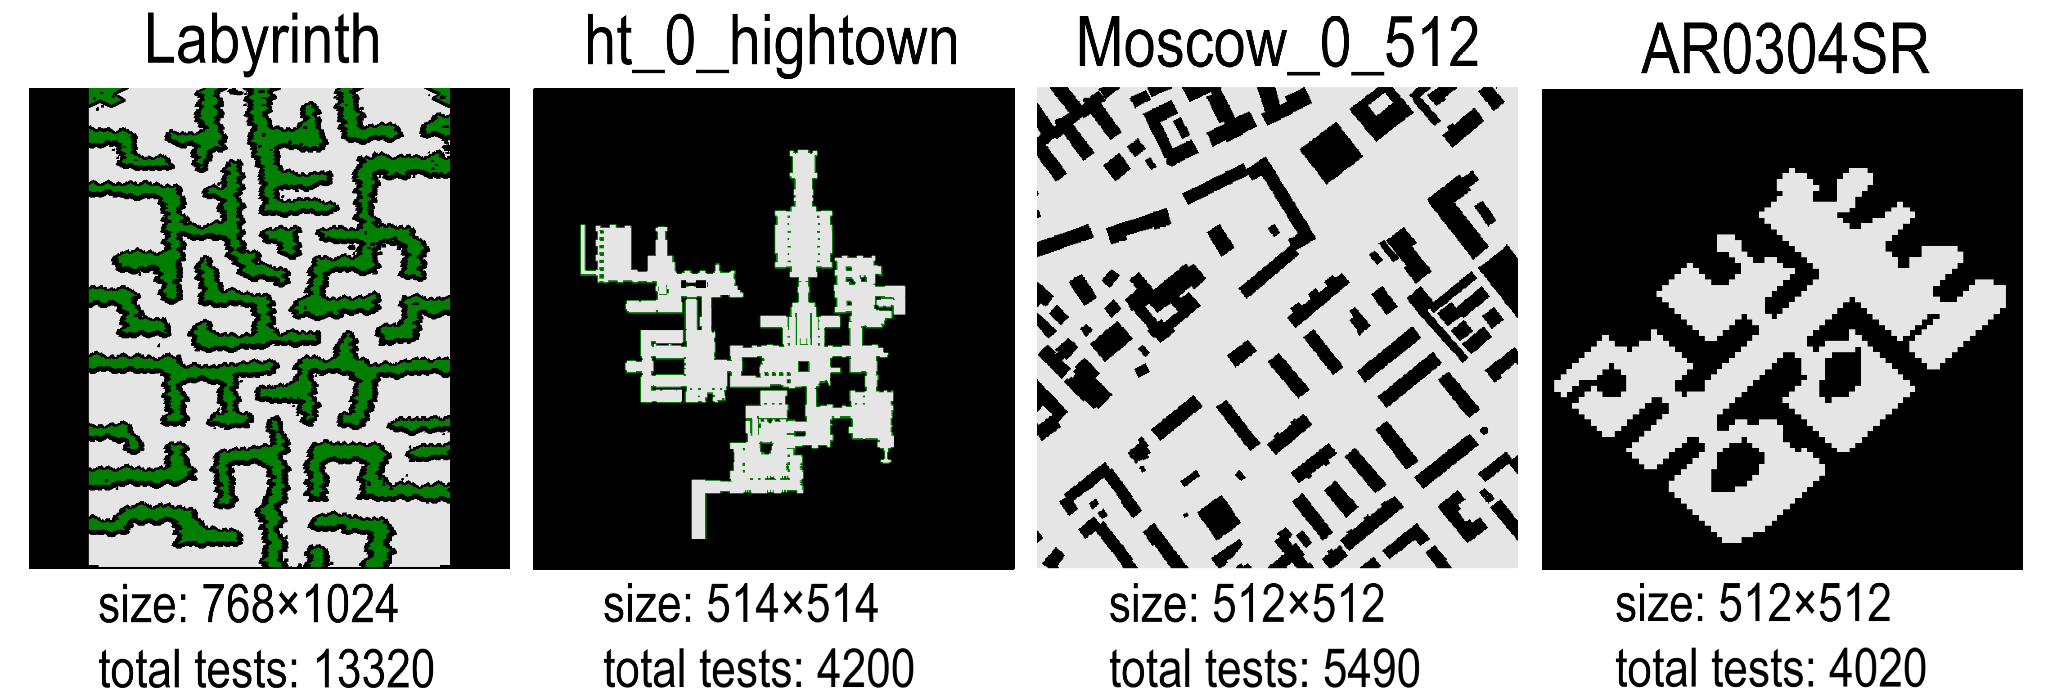 Labyrinth
ht_0_hightown
Moscow_0_512
AR0304SR
size: 768×1024
size: 514×514
size: 512×512
size: 512×512
total tests: 13320
total tests: 4200
total tests: 5490
total tests: 4020